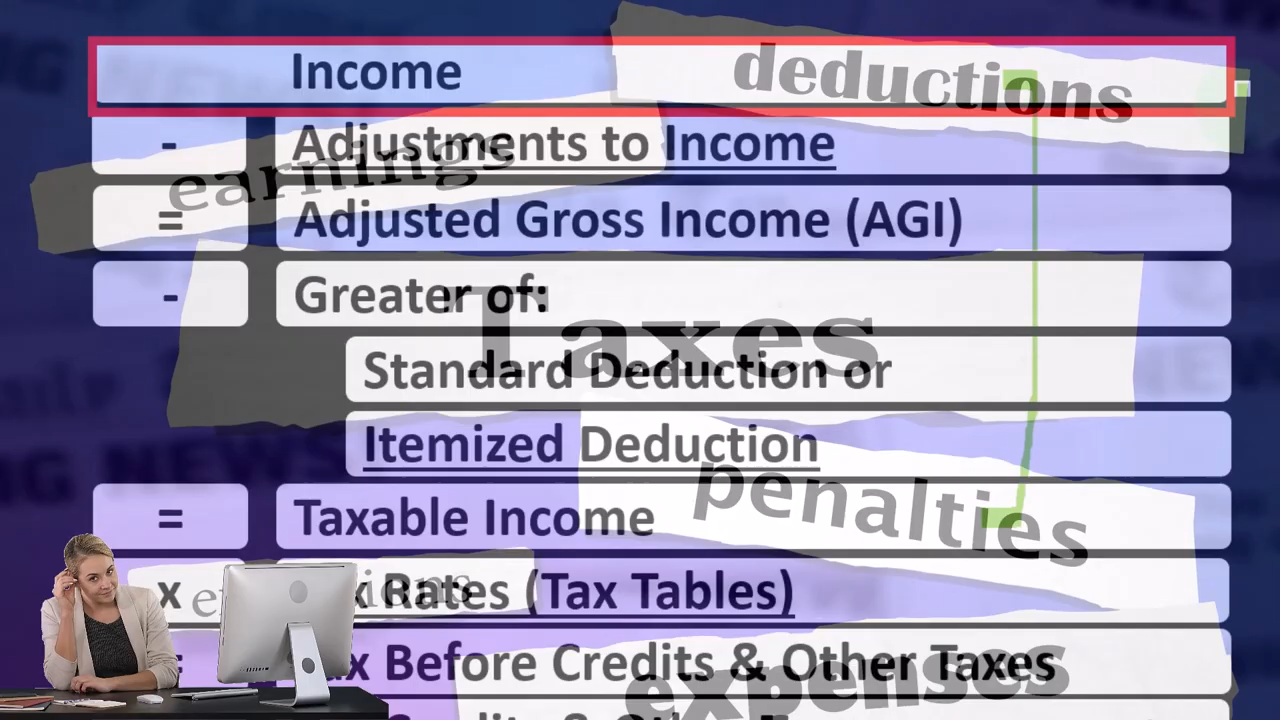 Income
deductions
- Adjustments to Income
earnings
= Adjusted Gross Income (AGI)
- Greater of:
Taxes
Standard Deduction or
Itemized Deduction
penalties
= Taxable Income
x Rates (Tax Tables)
Before Credits & Other Taxes
expenses